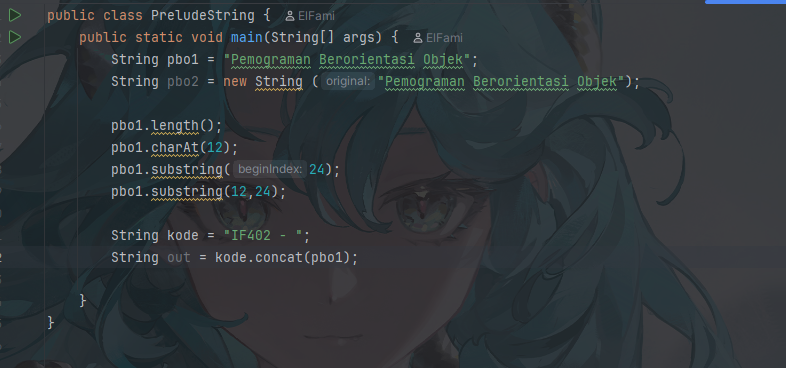 public class PreludeString { ElFami
public static void main(String[] args) { ElFami
String pbo1 = "Pemograman Berorientasi Objek";
String pbo2 = new String ( original: "Pemograman Berorientasi Objek");
pbo1.length();
pbo1.charAt(12);
pbo1.substring( beginIndex: 24);
pbo1.substring(12,24);
String kode = "IF402 - ";
String out = kode.concat(pbo1);
}
}